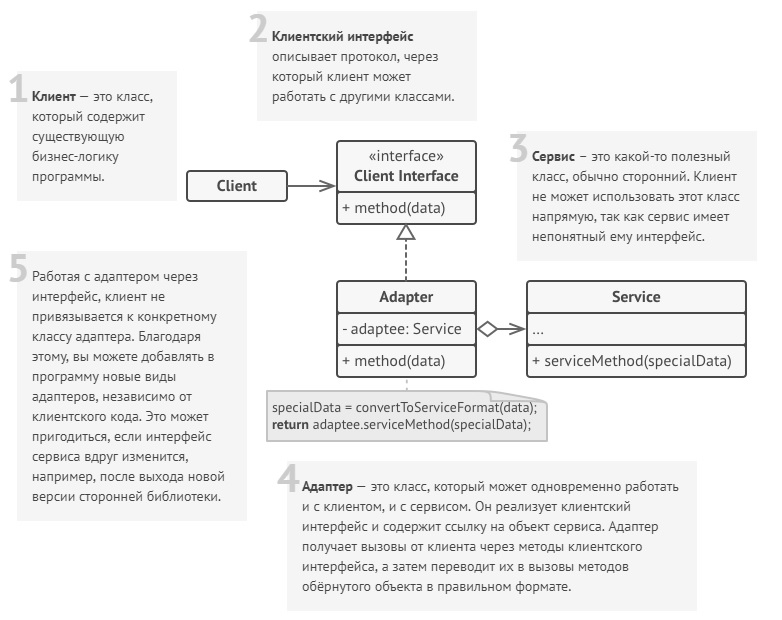 1
Клиент — это класс,
который содержит
существующую
бизнес-логику
программы.
2
Клиентский интерфейс
описывает протокол, через
который клиент может
работать с другими классами.
3
Сервис – это какой-то полезный
класс, обычно сторонний. Клиент
не может использовать этот класс
напрямую, так как сервис имеет
непонятный ему интерфейс.
Client
«interface»
Client Interface
+ method(data)
5
Работая с адаптером через
интерфейс, клиент не
привязывается к конкретному
классу адаптера. Благодаря
этому, вы можете добавлять в
программу новые виды
адаптеров, независимо от
клиентского кода. Это может
пригодиться, если интерфейс
сервиса вдруг изменится,
например, после выхода новой
версии сторонней библиотеки.
Adapter
- adaptee: Service
+ method(data)
Service
...
+ serviceMethod(specialData)
specialData = convertToServiceFormat(data);
return adaptee.serviceMethod(specialData);
4
Адаптер — это класс, который может одновременно работать
и с клиентом, и с сервисом. Он реализует клиентский
интерфейс и содержит ссылку на объект сервиса. Адаптер
получает вызовы от клиента через методы клиентского
интерфейса, а затем переводит их в вызовы методов
обёрнутого объекта в правильном формате.